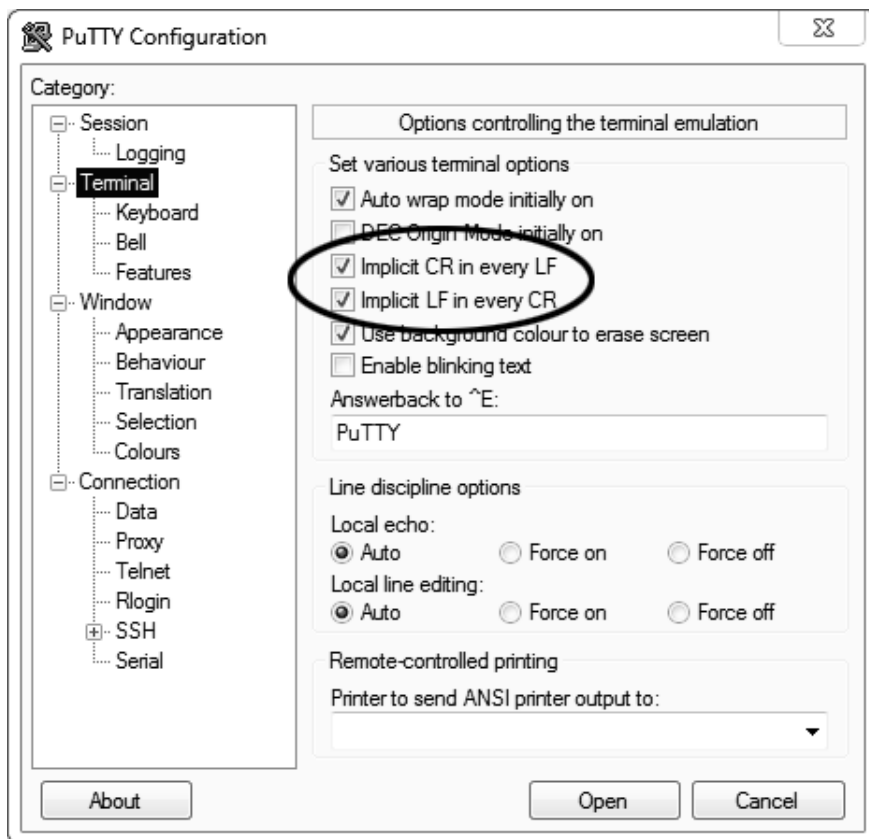 PuTTY Configuration
Category:
Session
Logging
Terminal
Keyboard
Bell
Features
Window
Appearance
Behaviour
Translation
Selection
Colours
Connection
Data
Proxy
Telnet
Rlogin
SSH
Serial
Options controlling the terminal emulation
Set various terminal options
Auto wrap mode initially on
DEC Origin Mode initially on
Implicit CR in every LF
Implicit LF in every CR
Use background colour to erase screen
Enable blinking text
Answerback to ^E:
PuTTY
Line discipline options
Local echo:
Auto Force on Force off
Local line editing:
Auto Force on Force off
Remote-controlled printing
Printer to send ANSI printer output to:
About Open Cancel